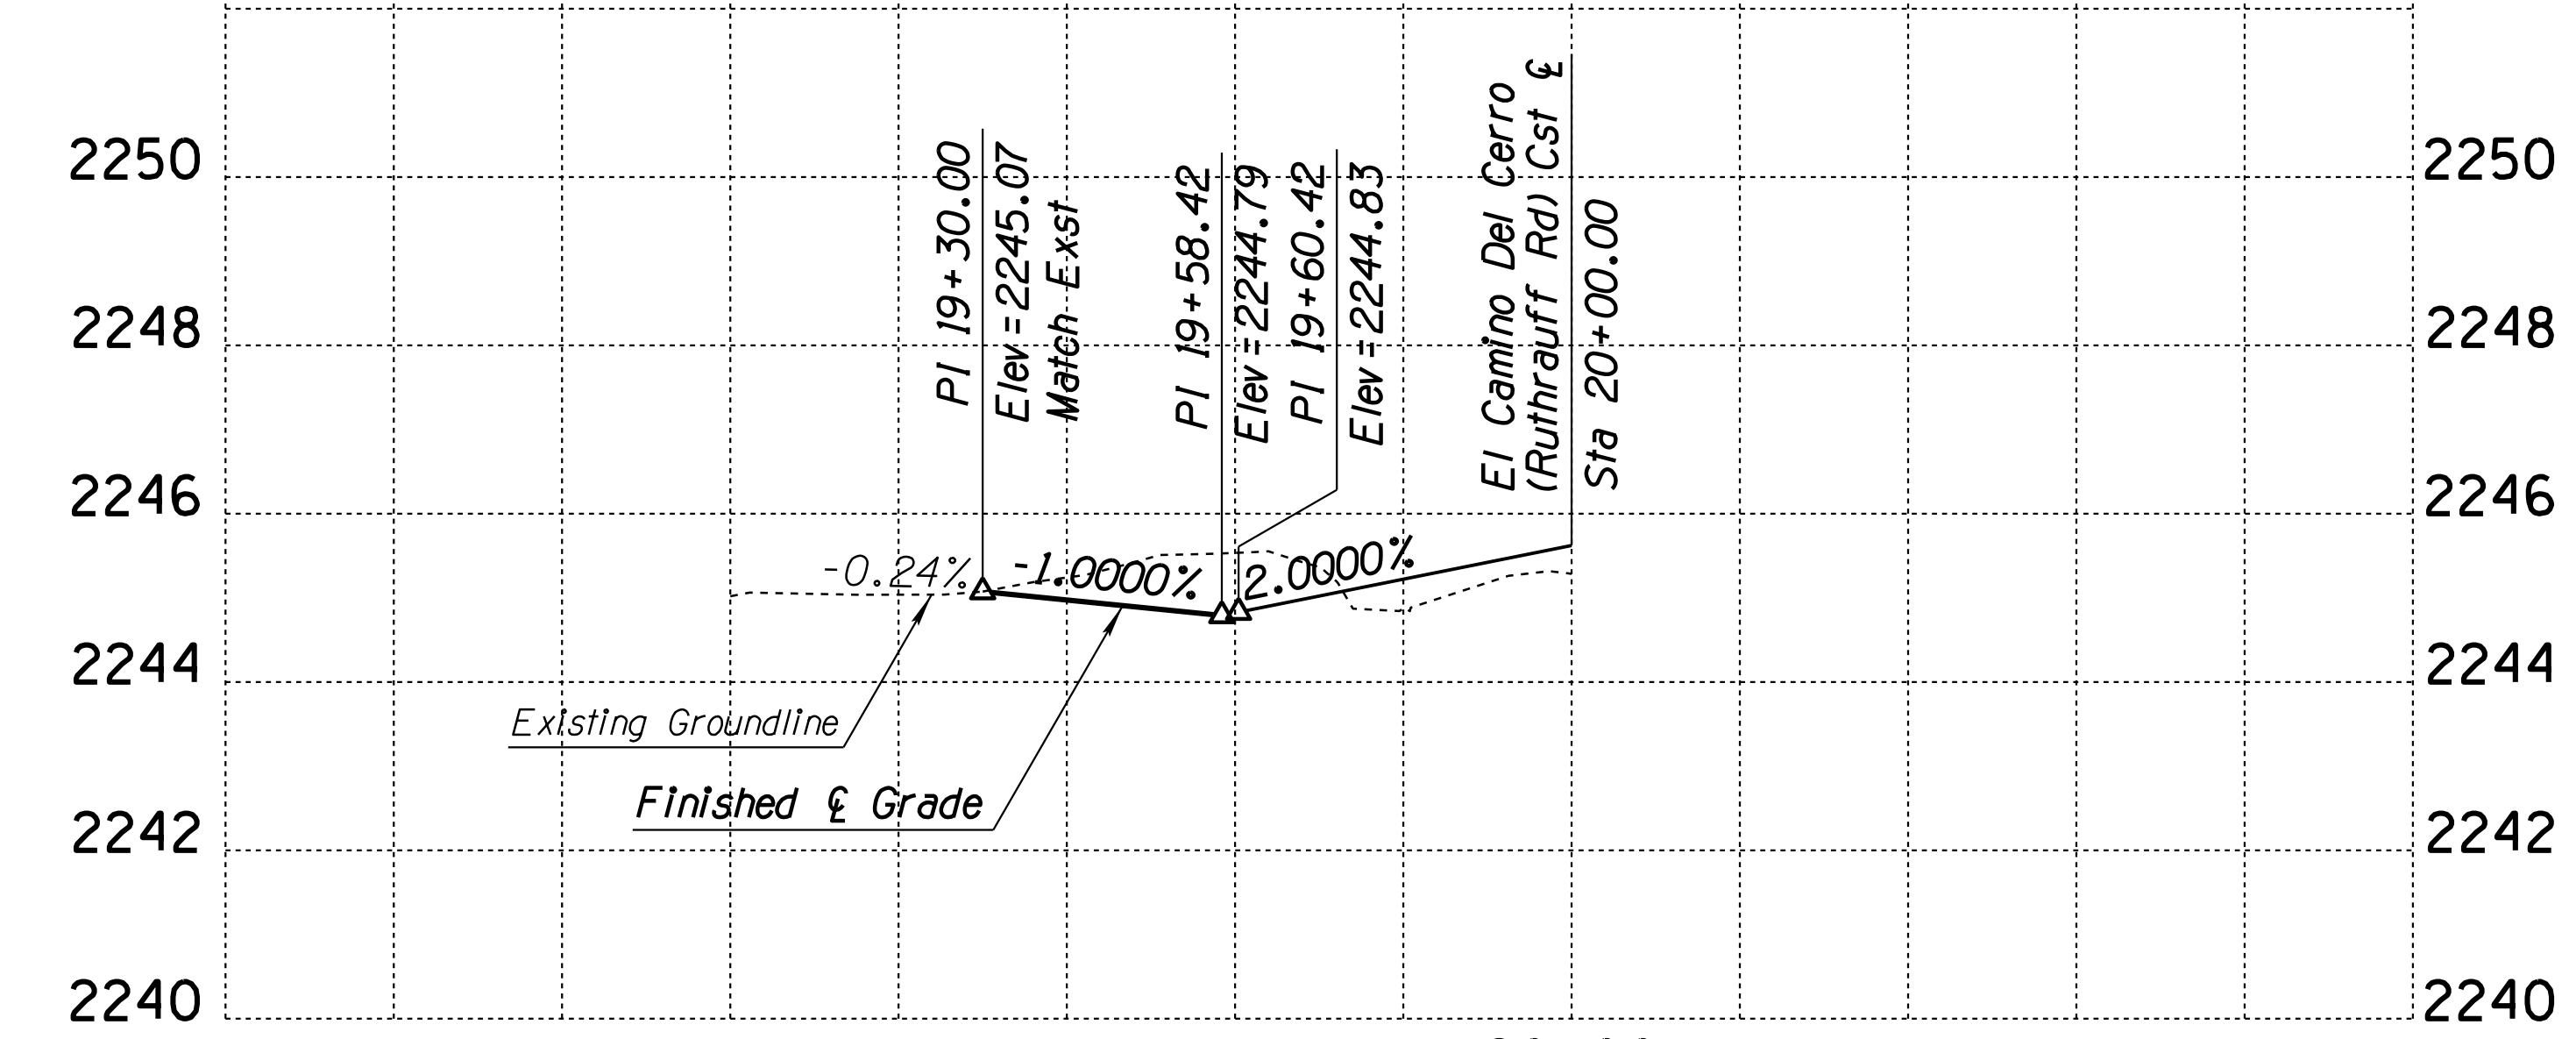 2250
2248
2246
2244
2242
2240
PI 19+30.00
Elev=2245.07
Match Exst
PI 19+58.42
Elev=2244.79
PI 19+60.42
Elev=2244.83
El Camino Del Cerro
(Ruthrauff Rd) Cst ℄
Sta 20+00.00
-0.24%
-1.0000%
2.0000%
Existing Groundline
Finished ℄ Grade
2250
2248
2246
2244
2242
2240